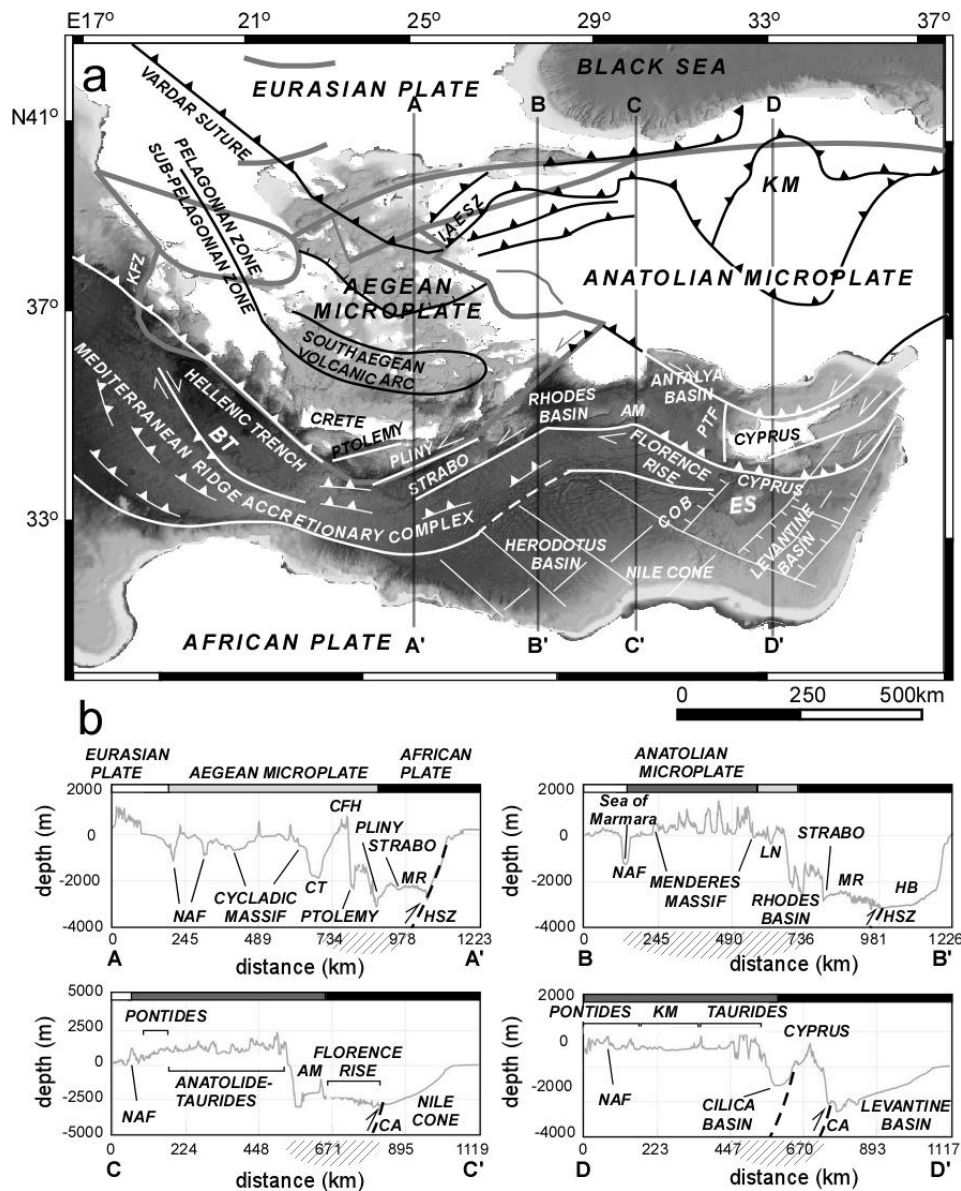 E17° 21° 25° 29° 33° 37°
a
BLACK SEA
EURASIAN PLATE
A B C D
N41°
VARDAR SUTURE
PELAGONIAN ZONE
SUB-PELAGONIAN ZONE
IAESZ
KM
KFZ
AEGEAN
MICROPLATE
ANATOLIAN MICROPLATE
37°
SOUTH AEGEAN
VOLCANIC ARC
MEDITERRANEAN RIDGE ACCRETIONARY COMPLEX
HELLENIC TRENCH
BT
CRETE
PTOLEMY
PLINY
STRABO
RHODES
BASIN
AM
ANTALYA
BASIN
PTF
CYPRUS
FLORENCE
RISE
CYPRUS
COB
ES
33°
HERODOTUS
BASIN
NILE CONE
LEVANTINE
BASIN
AFRICAN PLATE
A' B' C' D'
0 250 500km
b
EURASIAN
PLATE
AEGEAN MICROPLATE
AFRICAN
PLATE
2000
0
-2000
-4000
depth (m)
CFH
PLINY
STRABO
NAF
CYCLADIC
MASSIF
CT
PTOLEMY
MR
HSZ
0 245 489 734 978 1223
A distance (km) A'
ANATOLIAN
MICROPLATE
2000
0
-2000
-4000
depth (m)
Sea of
Marmara
NAF
MENDERES
MASSIF
LN
RHODES
BASIN
STRABO
MR
HB
HSZ
0 245 490 736 981 1226
B distance (km) B'
5000
2500
0
-2500
-5000
depth (m)
PONTIDES
NAF
ANATOLIDE-
TAURIDES
AM
FLORENCE
RISE
CA
NILE
CONE
0 224 448 671 895 1119
C distance (km) C'
2000
0
-2000
-4000
depth (m)
PONTIDES KM TAURIDES
CYPRUS
NAF
CILICA
BASIN
CA
LEVANTINE
BASIN
0 223 447 670 893 1117
D distance (km) D'